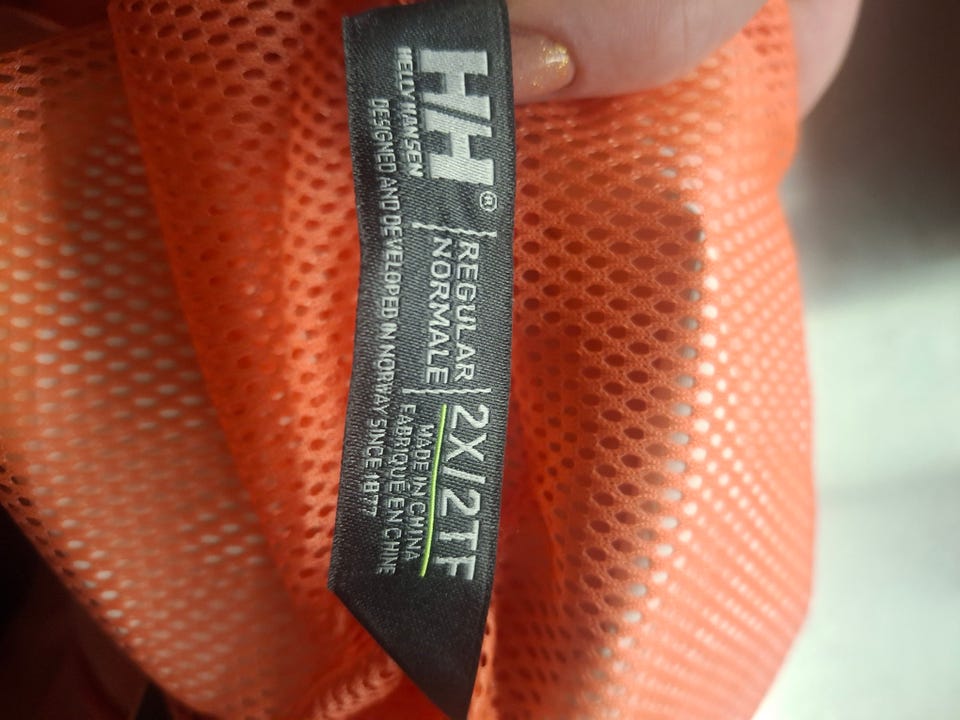 HH®
HELLY HANSEN
REGULAR
NORMALE
2X/2TF
MADE IN CHINA
FABRIQUÉ EN CHINE
DESIGNED AND DEVELOPED IN NORWAY SINCE 1877